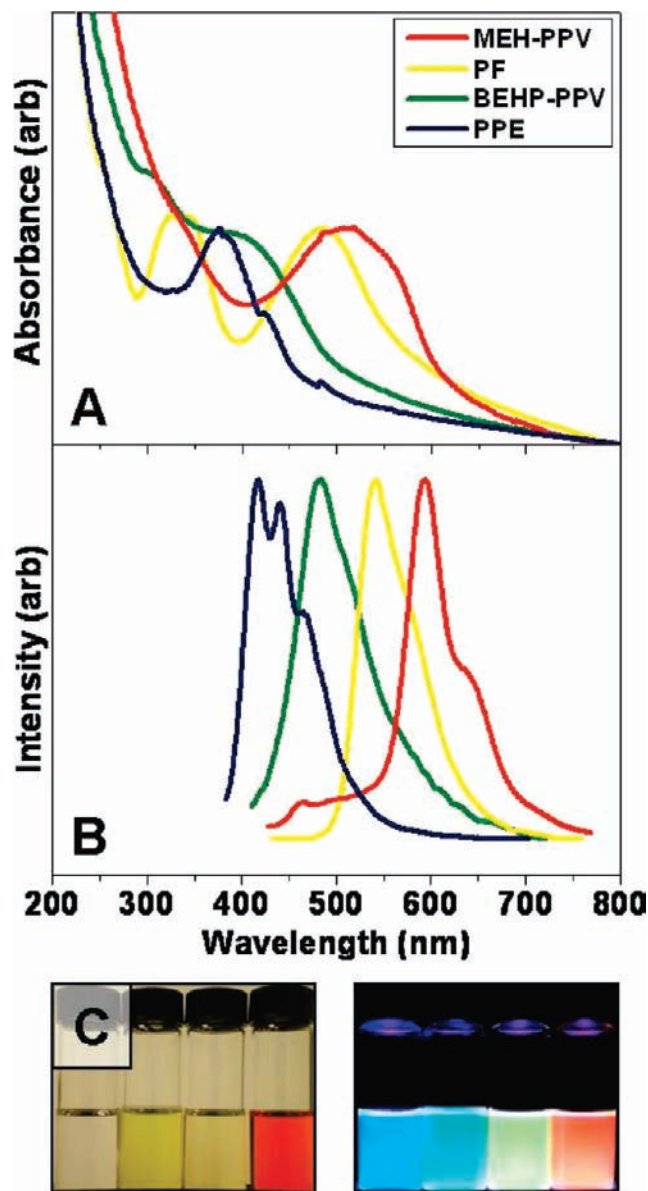 MEH-PPV
PF
BEHP-PPV
PPE
Absorbance (arb)
A
Intensity (arb)
B
200 300 400 500 600 700 800
Wavelength (nm)
C